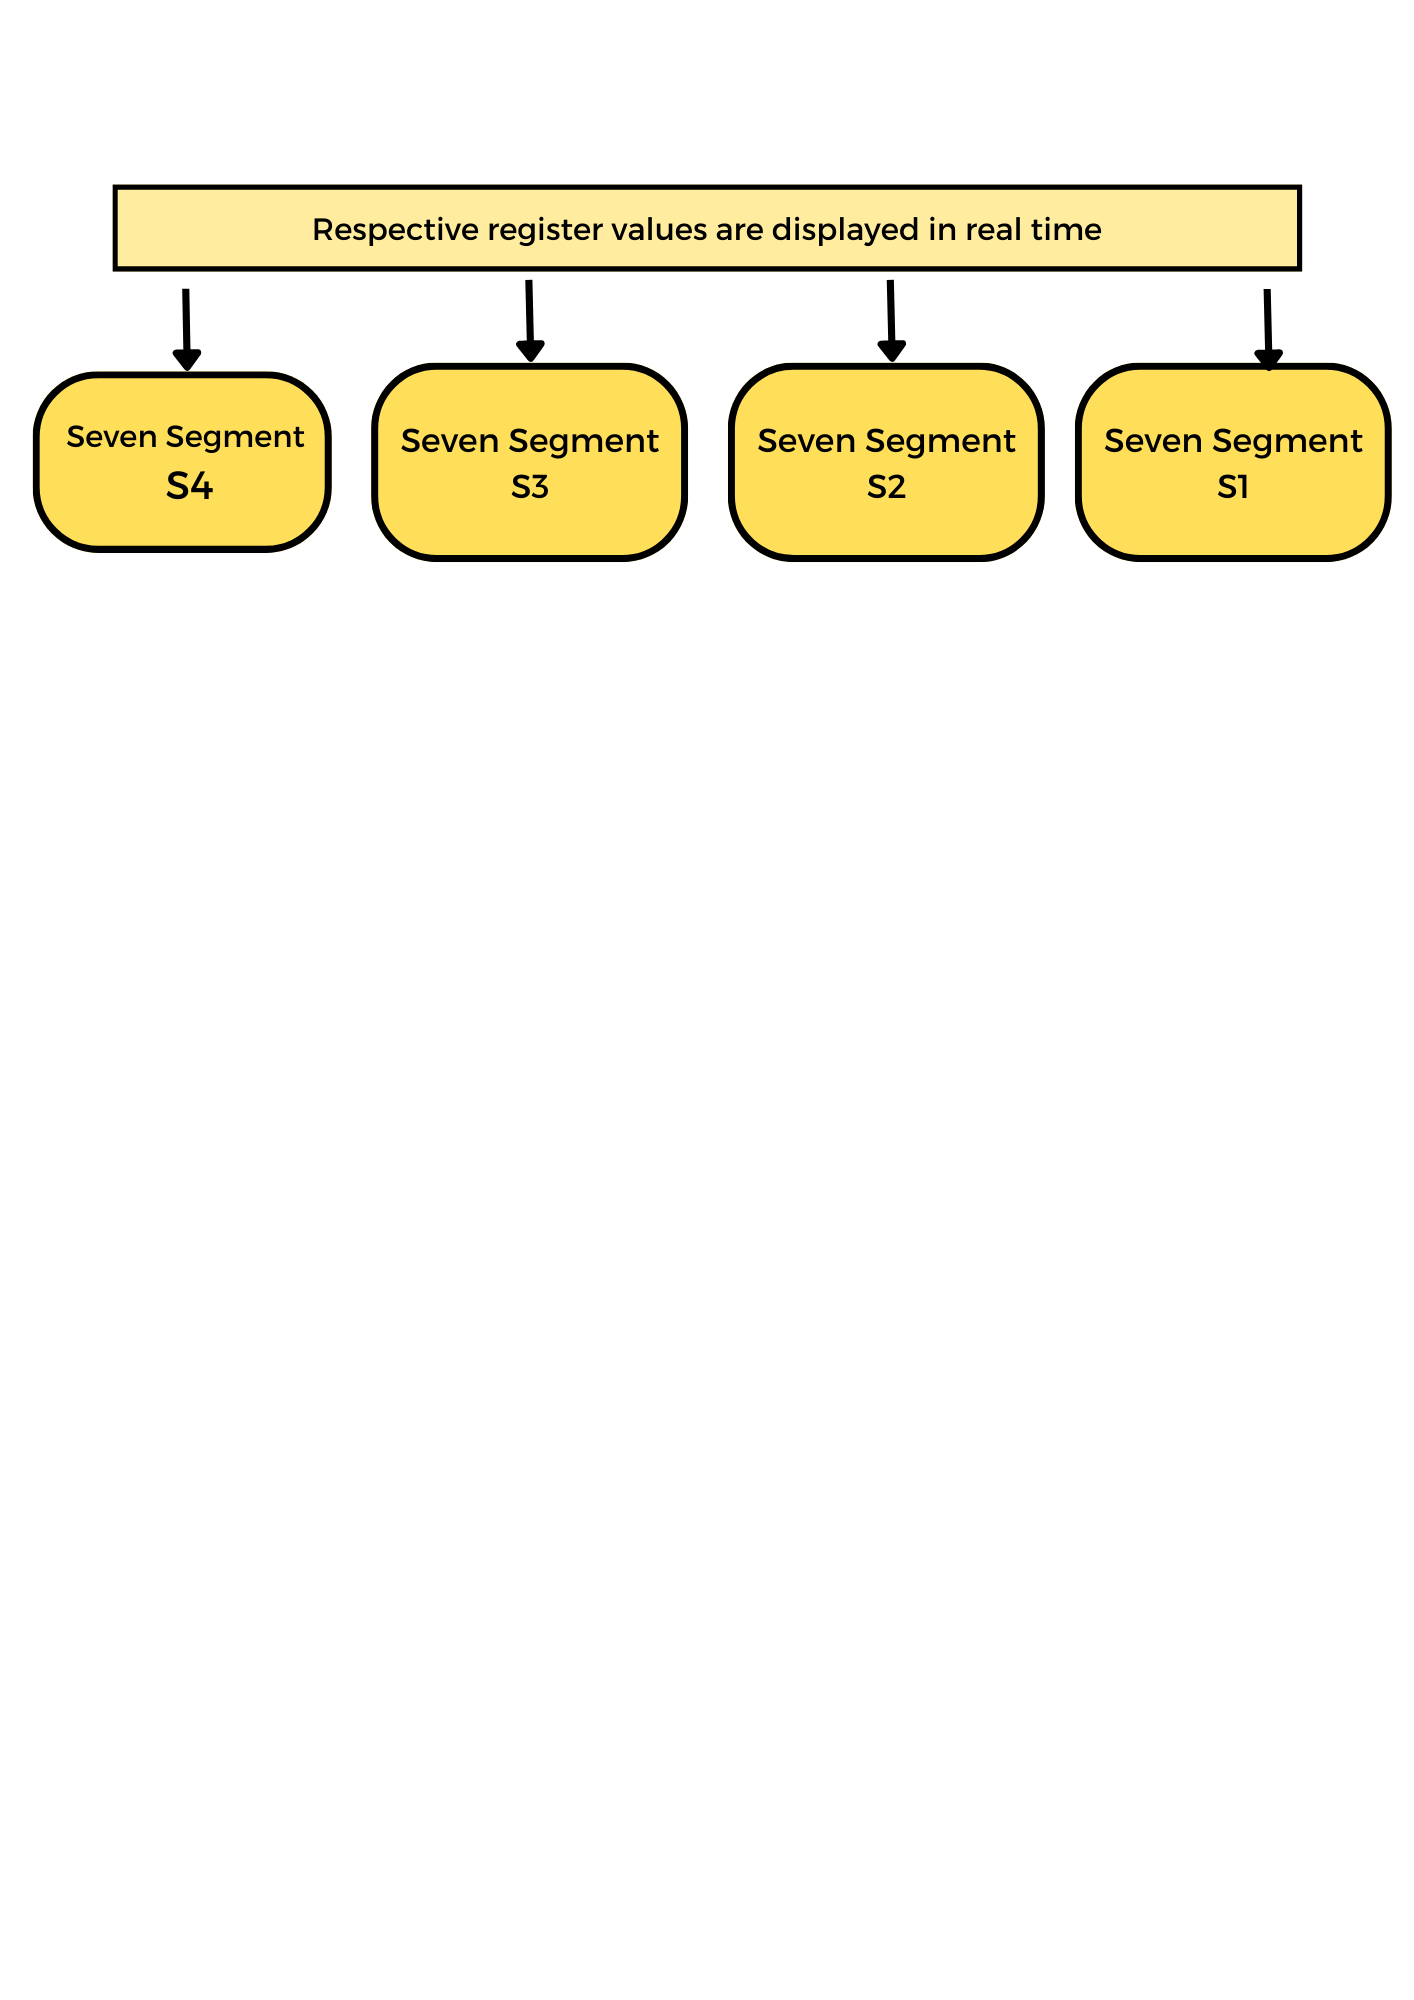 Respective register values are displayed in real time
Seven Segment
S4
Seven Segment
S3
Seven Segment
S2
Seven Segment
S1